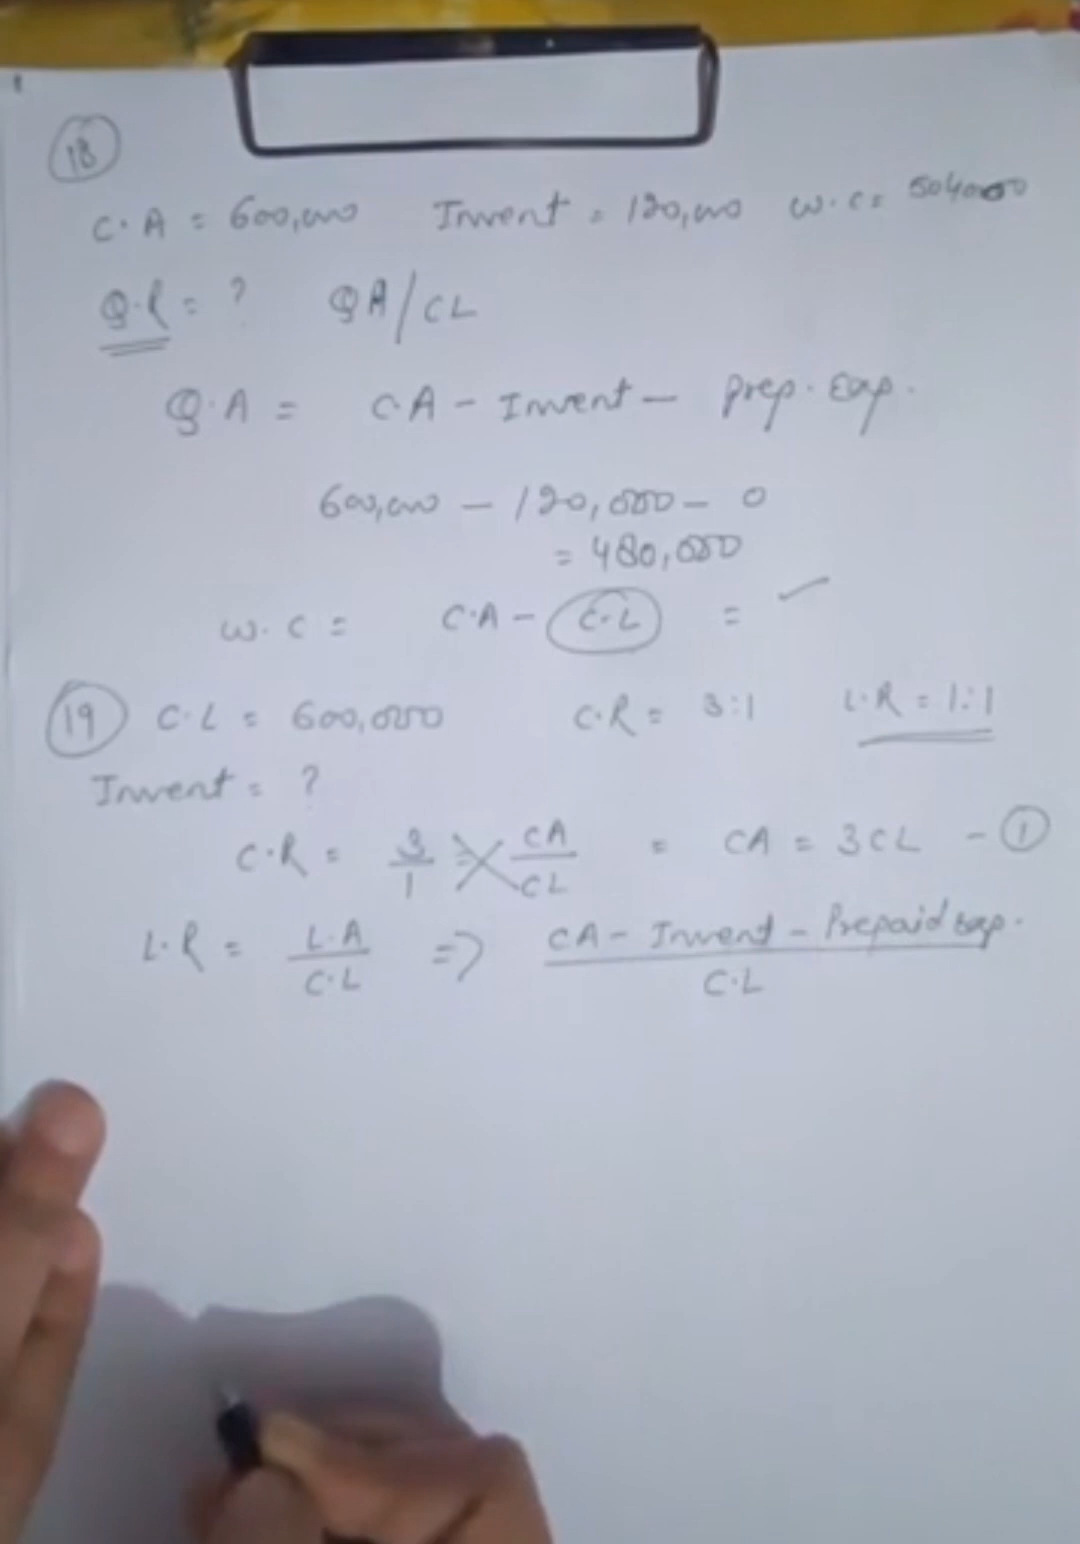 18
C.A = 600,000 Invent = 120,000 W.C = 504000
Q.R = ? QA/CL
Q.A = C.A - Invent - Prep. Exp.
600,000 - 120,000 - 0
= 480,000
W.C = C.A - C.L =
19 C.L = 600,000 C.R = 3:1 L.R = 1:1
Invent = ?
C.R = 3/1 = CA/CL = CA = 3CL - 1
L.R = L.A/C.L => CA - Invent - Prepaid exp./C.L